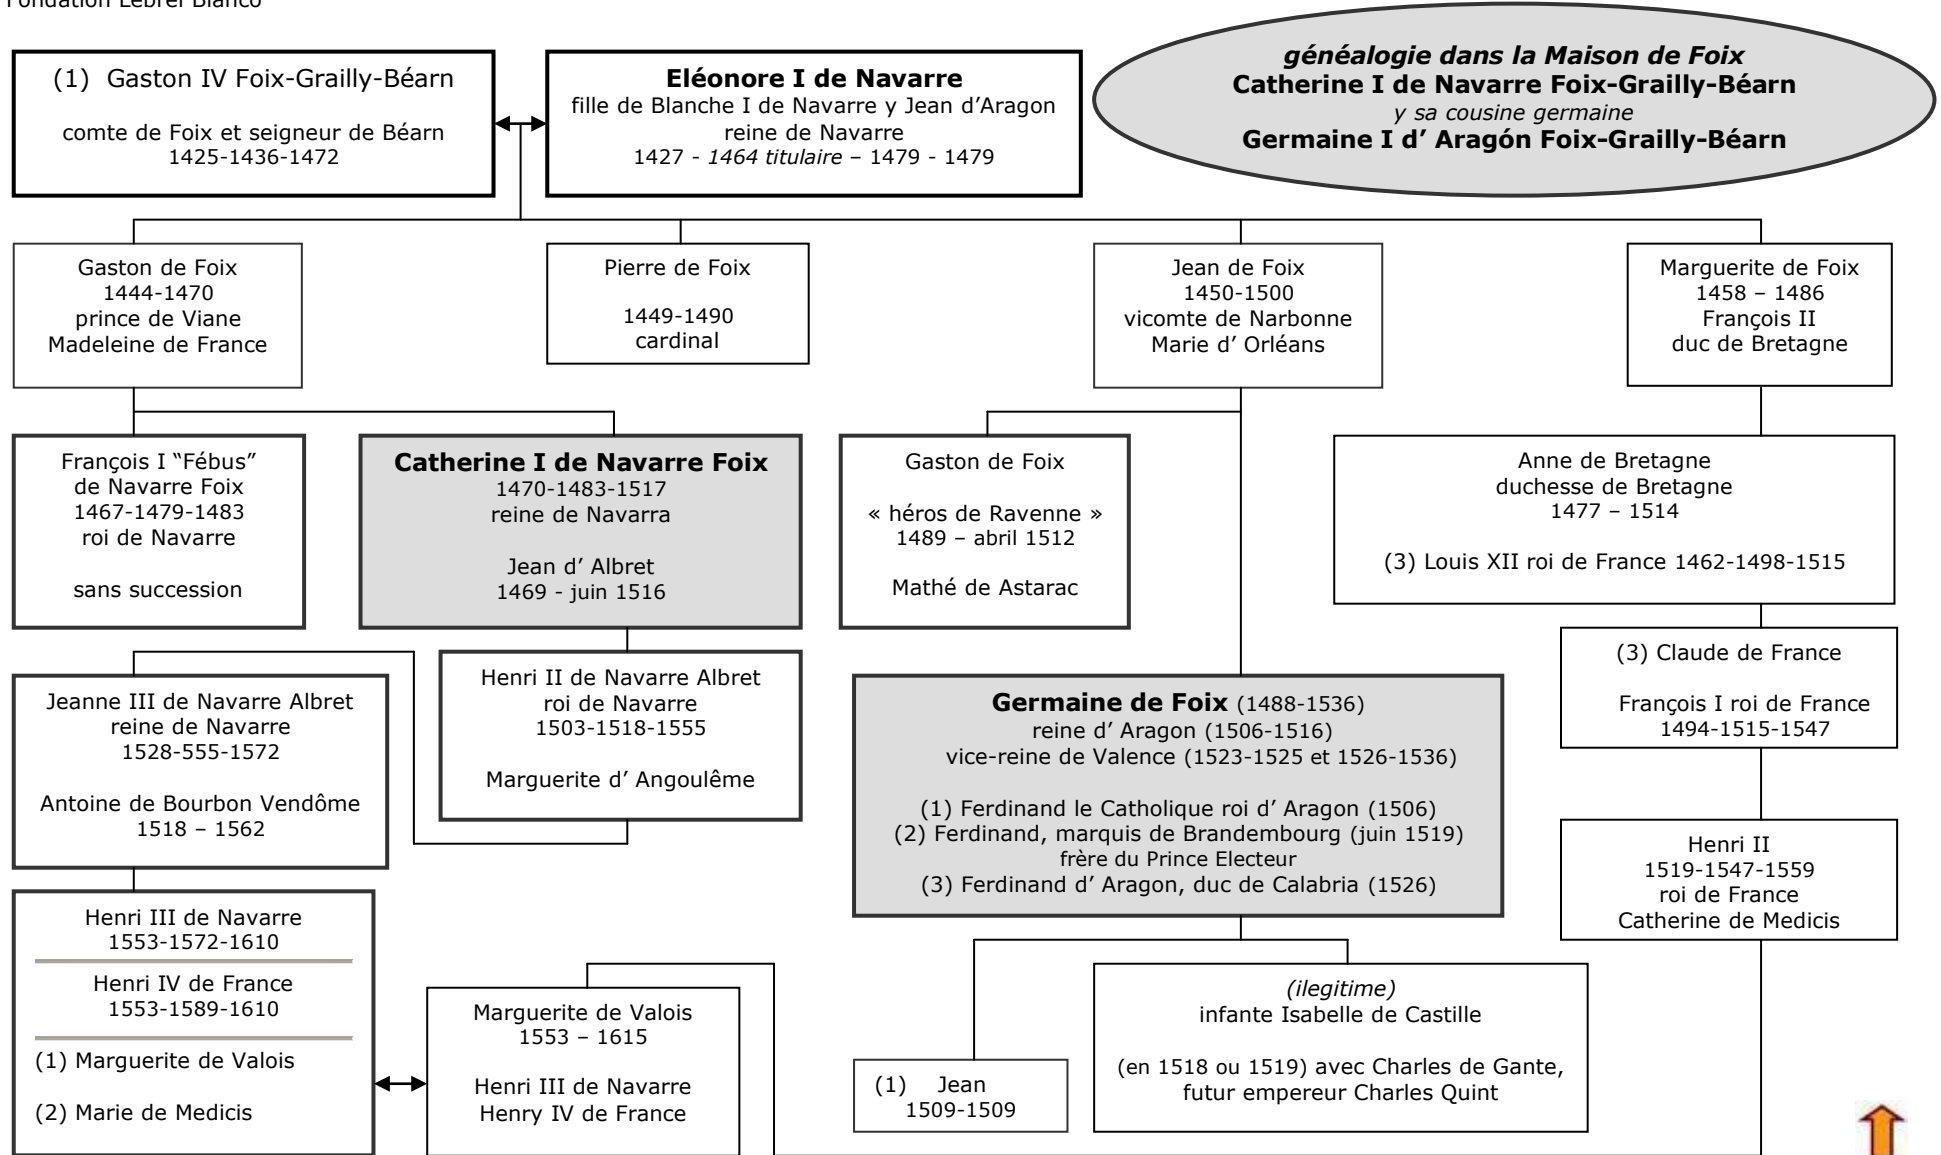 Fondation Lebrel Blanco
(1) Gaston IV Foix-Grailly-Béarn
comte de Foix et seigneur de Béarn
1425-1436-1472
Eléonore I de Navarre
fille de Blanche I de Navarre y Jean d’Aragon
reine de Navarre
1427 - 1464 titulaire – 1479 - 1479
généalogie dans la Maison de Foix
Catherine I de Navarre Foix-Grailly-Béarn
y sa cousine germaine
Germaine I d’ Aragón Foix-Grailly-Béarn
Gaston de Foix
1444-1470
prince de Viane
Madeleine de France
Pierre de Foix
1449-1490
cardinal
Jean de Foix
1450-1500
vicomte de Narbonne
Marie d’ Orléans
Marguerite de Foix
1458 – 1486
François II
duc de Bretagne
François I “Fébus”
de Navarre Foix
1467-1479-1483
roi de Navarre
sans succession
Catherine I de Navarre Foix
1470-1483-1517
reine de Navarra
Jean d’ Albret
1469 - juin 1516
Gaston de Foix
« héros de Ravenne »
1489 – abril 1512
Mathé de Astarac
Anne de Bretagne
duchesse de Bretagne
1477 – 1514
(3) Louis XII roi de France 1462-1498-1515
(3) Claude de France
François I roi de France
1494-1515-1547
Jeanne III de Navarre Albret
reine de Navarre
1528-555-1572
Antoine de Bourbon Vendôme
1518 – 1562
Henri II de Navarre Albret
roi de Navarre
1503-1518-1555
Marguerite d’ Angoulême
Germaine de Foix (1488-1536)
reine d’ Aragon (1506-1516)
vice-reine de Valence (1523-1525 et 1526-1536)
(1) Ferdinand le Catholique roi d’ Aragon (1506)
(2) Ferdinand, marquis de Brandembourg (juin 1519)
frère du Prince Electeur
(3) Ferdinand d’ Aragon, duc de Calabria (1526)
Henri II
1519-1547-1559
roi de France
Catherine de Medicis
Henri III de Navarre
1553-1572-1610
Henri IV de France
1553-1589-1610
(1) Marguerite de Valois
(2) Marie de Medicis
Marguerite de Valois
1553 – 1615
Henri III de Navarre
Henry IV de France
(1) Jean
1509-1509
(ilegitime)
infante Isabelle de Castille
(en 1518 ou 1519) avec Charles de Gante,
futur empereur Charles Quint